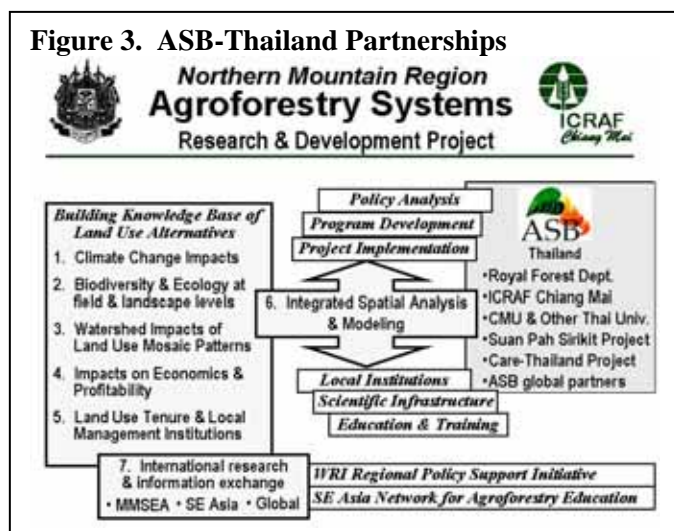 Figure 3.  ASB-Thailand Partnerships
Northern Mountain Region
Agroforestry Systems
Research & Development Project
ICRAF
Chiang Mai
Building Knowledge Base of
Land Use Alternatives
1. Climate Change Impacts
2. Biodiversity & Ecology at
field & landscape levels
3. Watershed Impacts of
Land Use Mosaic Patterns
4. Impacts on Economics &
Profitability
5. Land Use Tenure & Local
Management Institutions
Policy Analysis
Program Development
Project Implementation
6. Integrated Spatial Analysis
& Modeling
Local Institutions
Scientific Infrastructure
Education & Training
ASB
Thailand
•Royal Forest Dept.
•ICRAF Chiang Mai
•CMU & Other Thai Univ.
•Suan Pah Sirikit Project
•Care-Thailand Project
•ASB global partners
7. International research
& information exchange
• MMSEA • SE Asia • Global
WRI Regional Policy Support Initiative
SE Asia Network for Agroforestry Education